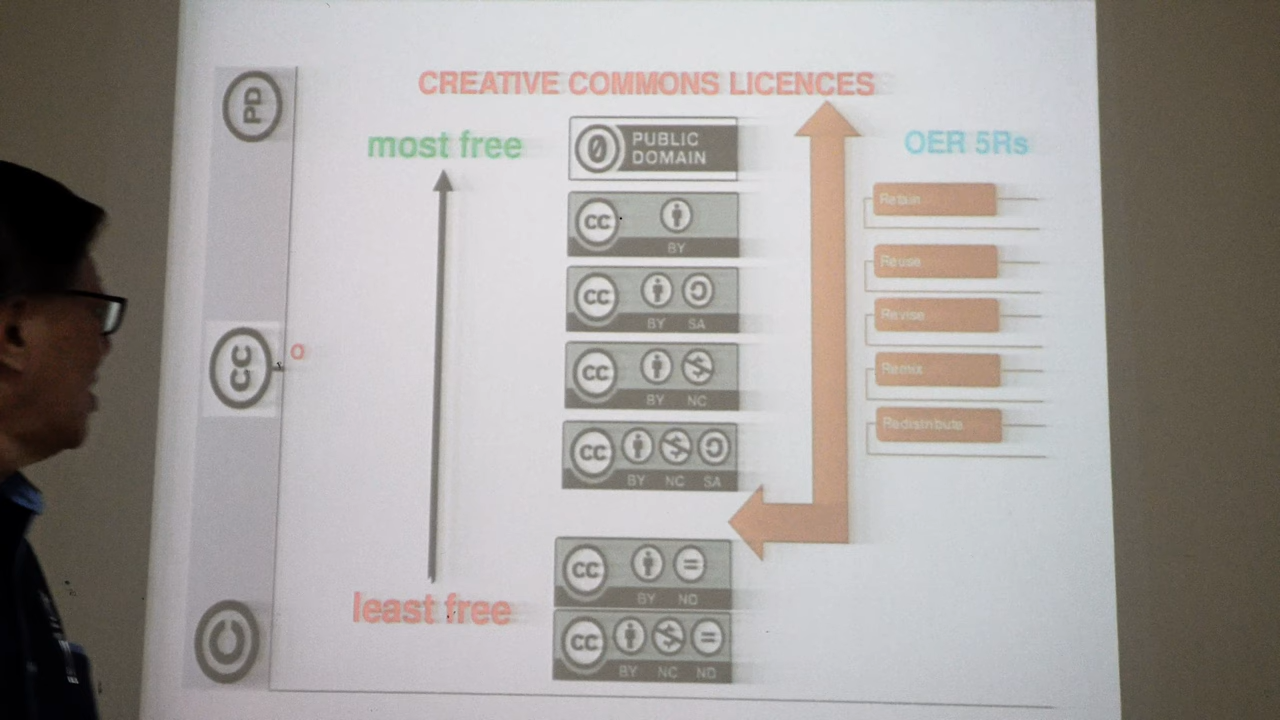 CREATIVE COMMONS LICENCES
PD
most free
PUBLIC
DOMAIN
OER 5Rs
Retain
CC
BY
Reuse
CC
BY SA
Revise
CC
CC
BY NC
Remix
Redistribute
CC
BY NC SA
CC
BY ND
least free
C
CC
BY NC ND